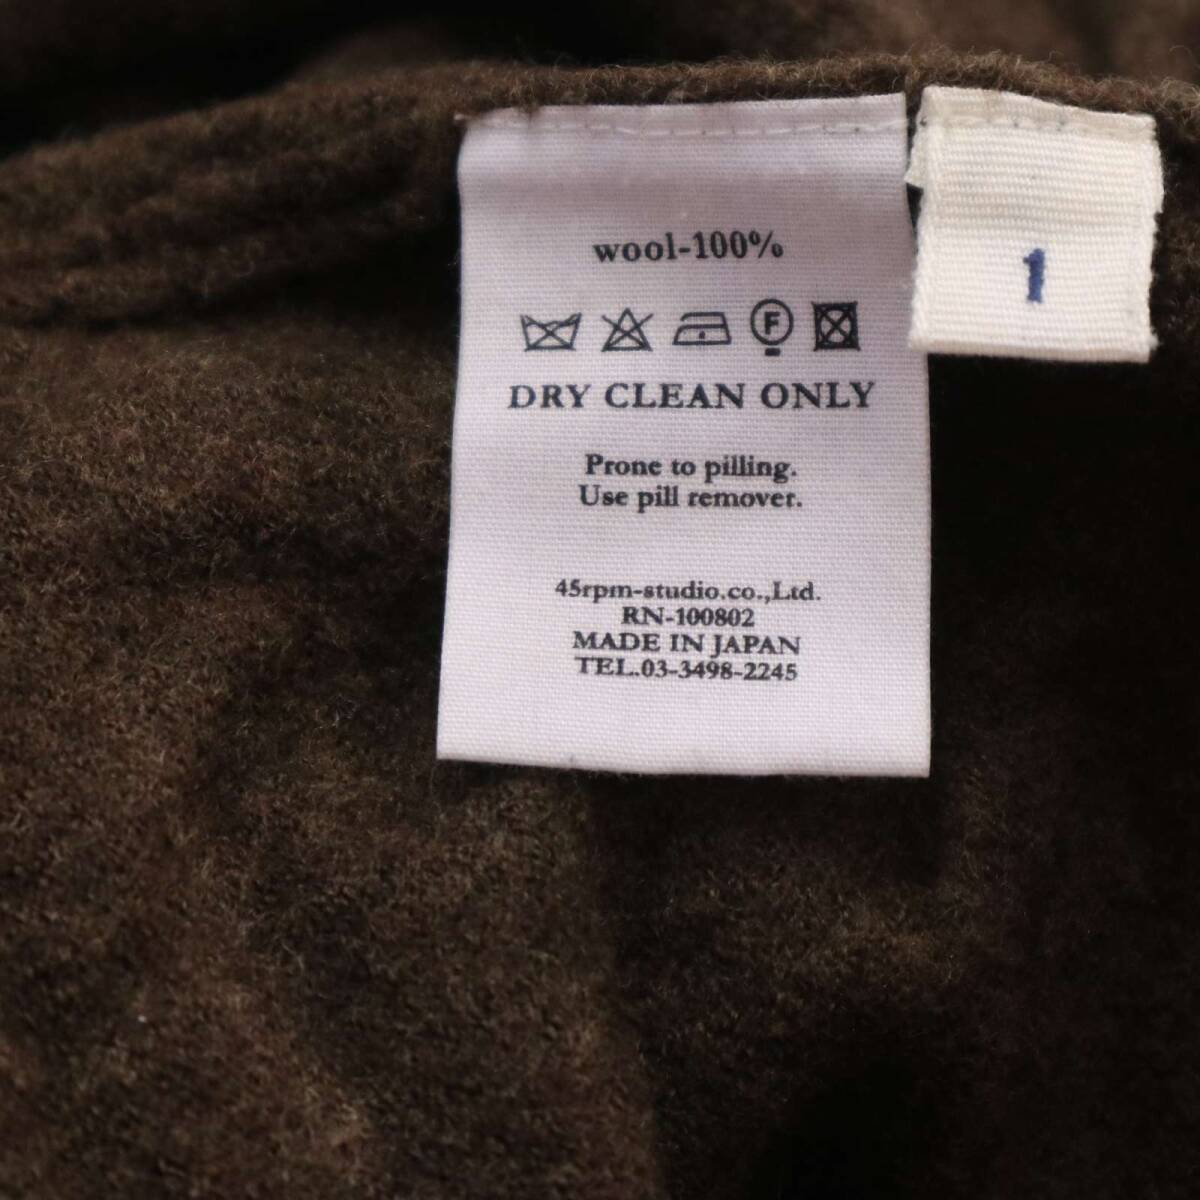 wool-100%
1
F
DRY CLEAN ONLY
Prone to pilling.
Use pill remover.
45rpm-studio.co.,Ltd.
RN-100802
MADE IN JAPAN
TEL.03-3498-2245